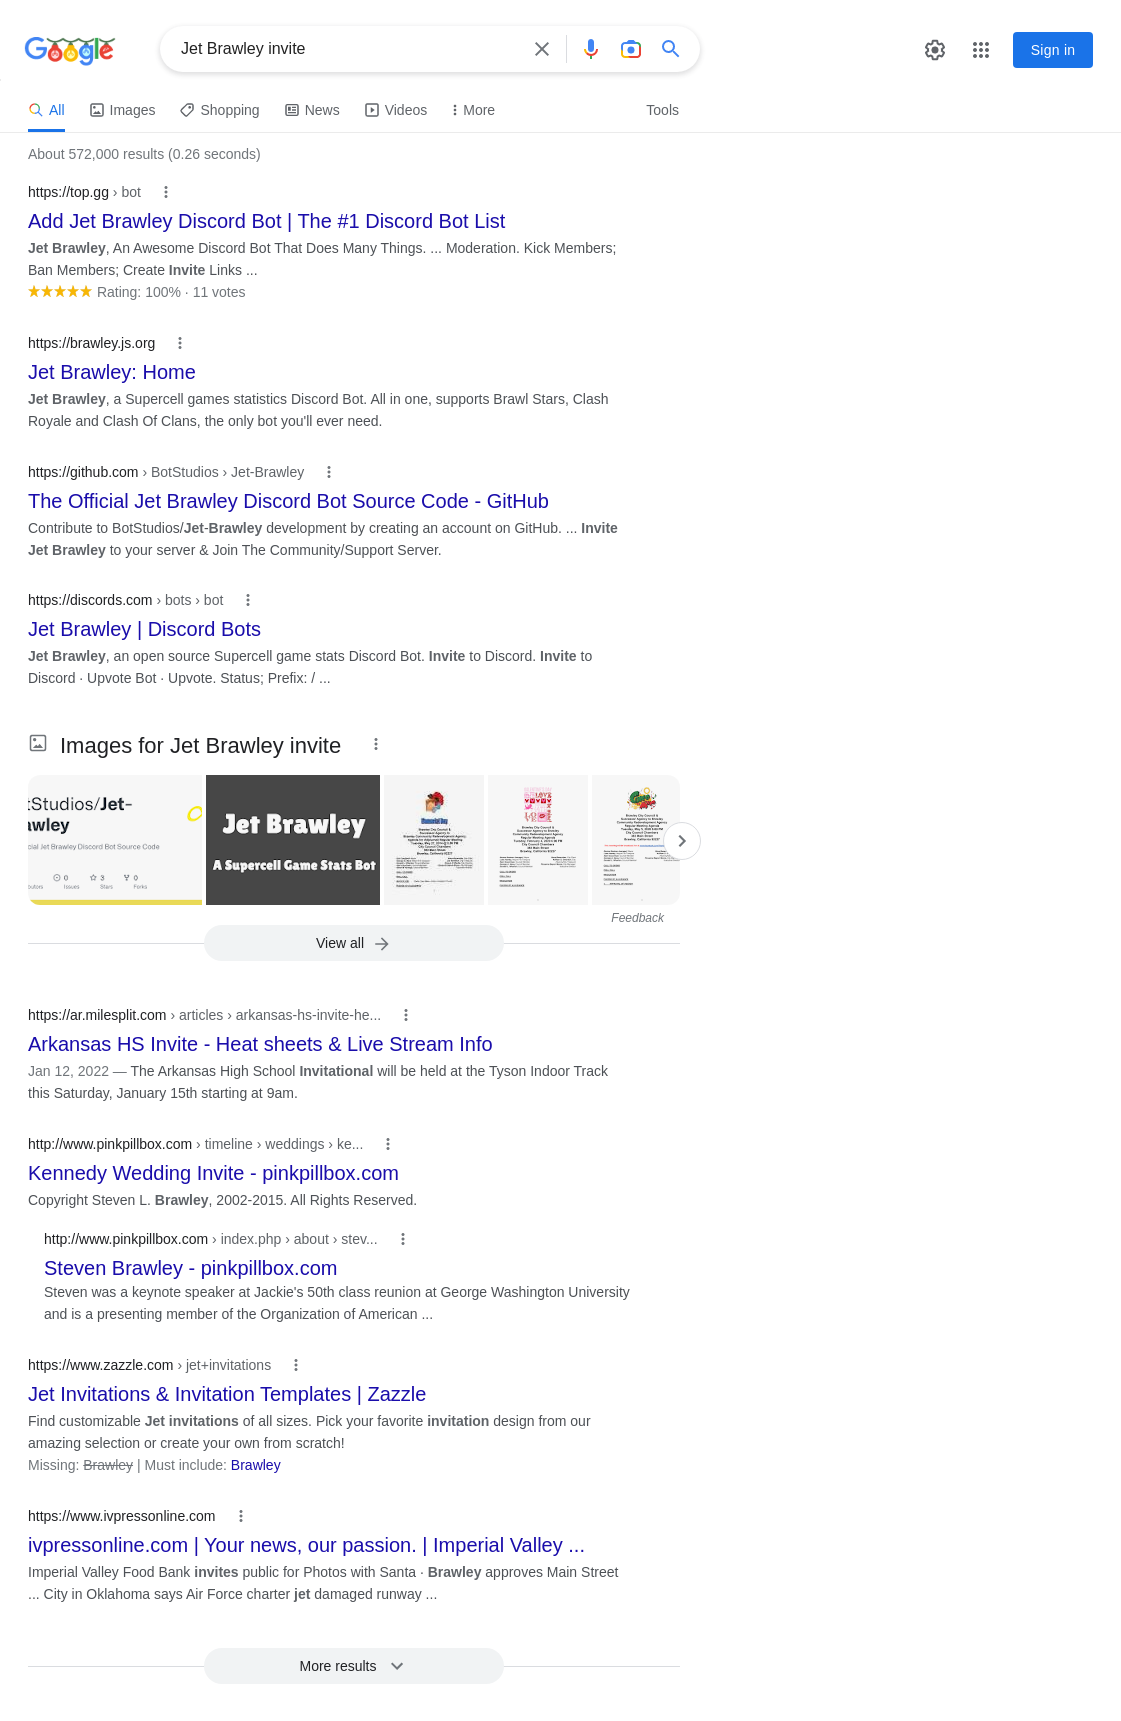 Google
Jet Brawley invite
Sign in
All
Images
Shopping
News
Videos
More
Tools
About 572,000 results (0.26 seconds)
https://top.gg › bot
Add Jet Brawley Discord Bot | The #1 Discord Bot List
Jet Brawley, An Awesome Discord Bot That Does Many Things. ... Moderation. Kick Members;
Ban Members; Create Invite Links ...
Rating: 100% · 11 votes
https://brawley.js.org
Jet Brawley: Home
Jet Brawley, a Supercell games statistics Discord Bot. All in one, supports Brawl Stars, Clash
Royale and Clash Of Clans, the only bot you'll ever need.
https://github.com › BotStudios › Jet-Brawley
The Official Jet Brawley Discord Bot Source Code - GitHub
Contribute to BotStudios/Jet-Brawley development by creating an account on GitHub. ... Invite
Jet Brawley to your server & Join The Community/Support Server.
https://discords.com › bots › bot
Jet Brawley | Discord Bots
Jet Brawley, an open source Supercell game stats Discord Bot. Invite to Discord. Invite to
Discord · Upvote Bot · Upvote. Status; Prefix: / ...
Images for Jet Brawley invite
tStudios/Jet-
awley
cial Jet Brawley Discord Bot Source Code
0
3
0
Issues
Stars
Forks
Jet Brawley
A Supercell Game Stats Bot
Memorial Day
Feedback
View all
https://ar.milesplit.com › articles › arkansas-hs-invite-he...
Arkansas HS Invite - Heat sheets & Live Stream Info
Jan 12, 2022 — The Arkansas High School Invitational will be held at the Tyson Indoor Track
this Saturday, January 15th starting at 9am.
http://www.pinkpillbox.com › timeline › weddings › ke...
Kennedy Wedding Invite - pinkpillbox.com
Copyright Steven L. Brawley, 2002-2015. All Rights Reserved.
http://www.pinkpillbox.com › index.php › about › stev...
Steven Brawley - pinkpillbox.com
Steven was a keynote speaker at Jackie's 50th class reunion at George Washington University
and is a presenting member of the Organization of American ...
https://www.zazzle.com › jet+invitations
Jet Invitations & Invitation Templates | Zazzle
Find customizable Jet invitations of all sizes. Pick your favorite invitation design from our
amazing selection or create your own from scratch!
Missing: Brawley | Must include: Brawley
https://www.ivpressonline.com
ivpressonline.com | Your news, our passion. | Imperial Valley ...
Imperial Valley Food Bank invites public for Photos with Santa · Brawley approves Main Street
... City in Oklahoma says Air Force charter jet damaged runway ...
More results